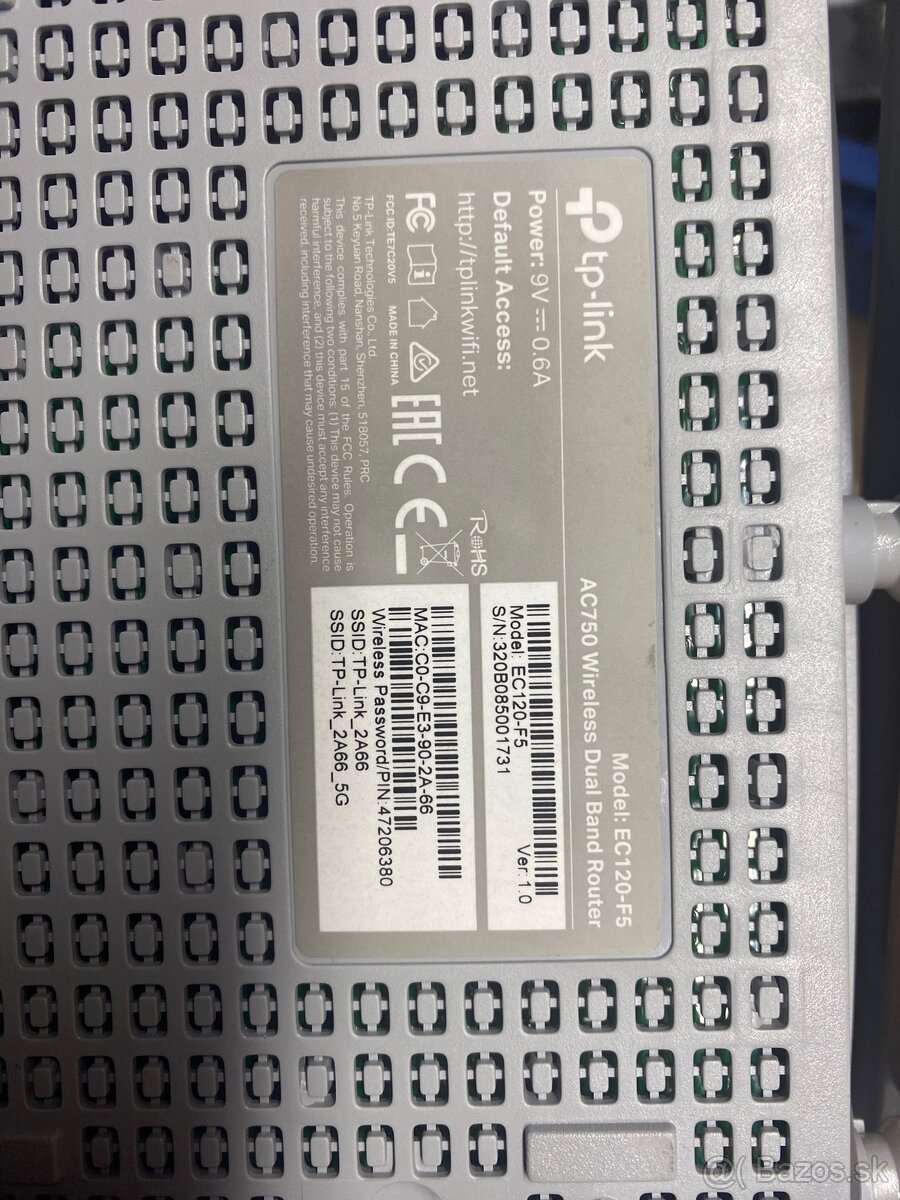 tp-link
Model: EC120-F5
AC750 Wireless Dual Band Router
Power: 9V ⎓ 0.6A
Default Access:
http://tplinkwifi.net
RoHS
FC
EAC
CE
FCC ID:TE7C20V5 MADE IN CHINA
TP-Link Technologies Co., Ltd.
No.5 Keyuan Road, Nanshan, Shenzhen, 518057, PRC
This device complies with part 15 of the FCC Rules. Operation is
subject to the following two conditions: (1) This device may not cause
harmful interference, and (2) this device must accept any interference
received, including interference that may cause undesired operation.
Model: EC120-F5 Ver: 1.0
S/N:320B085001731
MAC:C0-C9-E3-90-2A-66
Wireless Password/PIN:47206380
SSID:TP-Link_2A66
SSID:TP-Link_2A66_5G
@( Bazos.sk